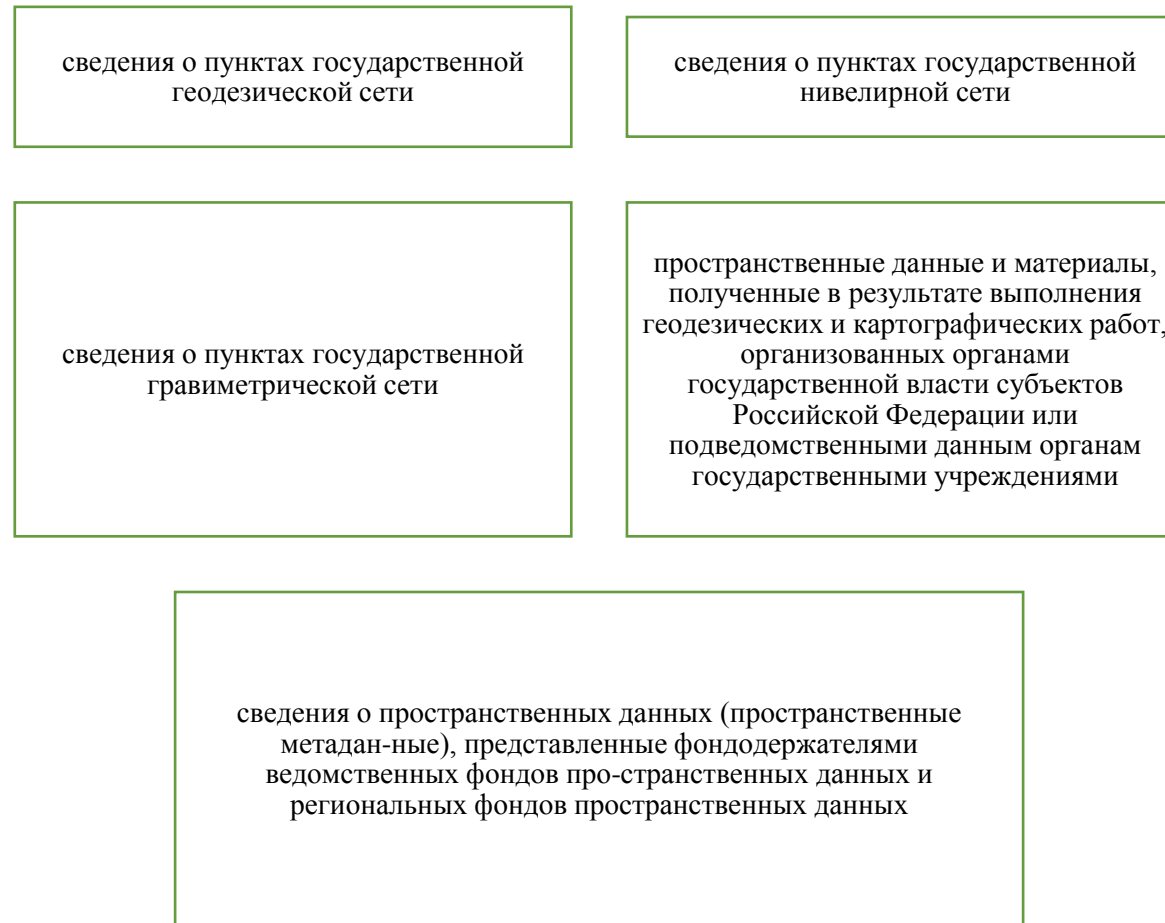 сведения о пунктах государственной
геодезической сети
сведения о пунктах государственной
нивелирной сети
сведения о пунктах государственной
гравиметрической сети
пространственные данные и материалы,
полученные в результате выполнения
геодезических и картографических работ,
организованных органами
государственной власти субъектов
Российской Федерации или
подведомственными данным органам
государственными учреждениями
сведения о пространственных данных (пространственные
метадан-ные), представленные фондодержателями
ведомственных фондов про-странственных данных и
региональных фондов пространственных данных